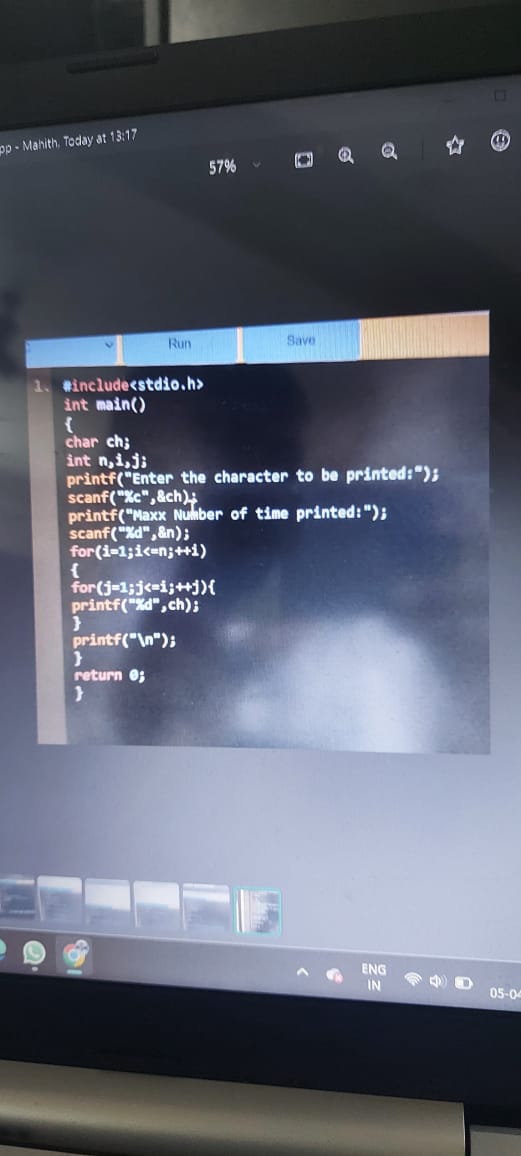 pp - Mahith, Today at 13:17
57%
Run
Save
1. #include<stdio.h>
int main()
{
char ch;
int n,i,j;
printf("Enter the character to be printed:");
scanf("%c",&ch);
printf("Maxx Number of time printed:");
scanf("%d",&n);
for(i=1;i<=n;++i)
{
for(j=1;j<=i;++j){
printf("%d",ch);
}
printf("\n");
}
return 0;
}
ENG
IN
05-04